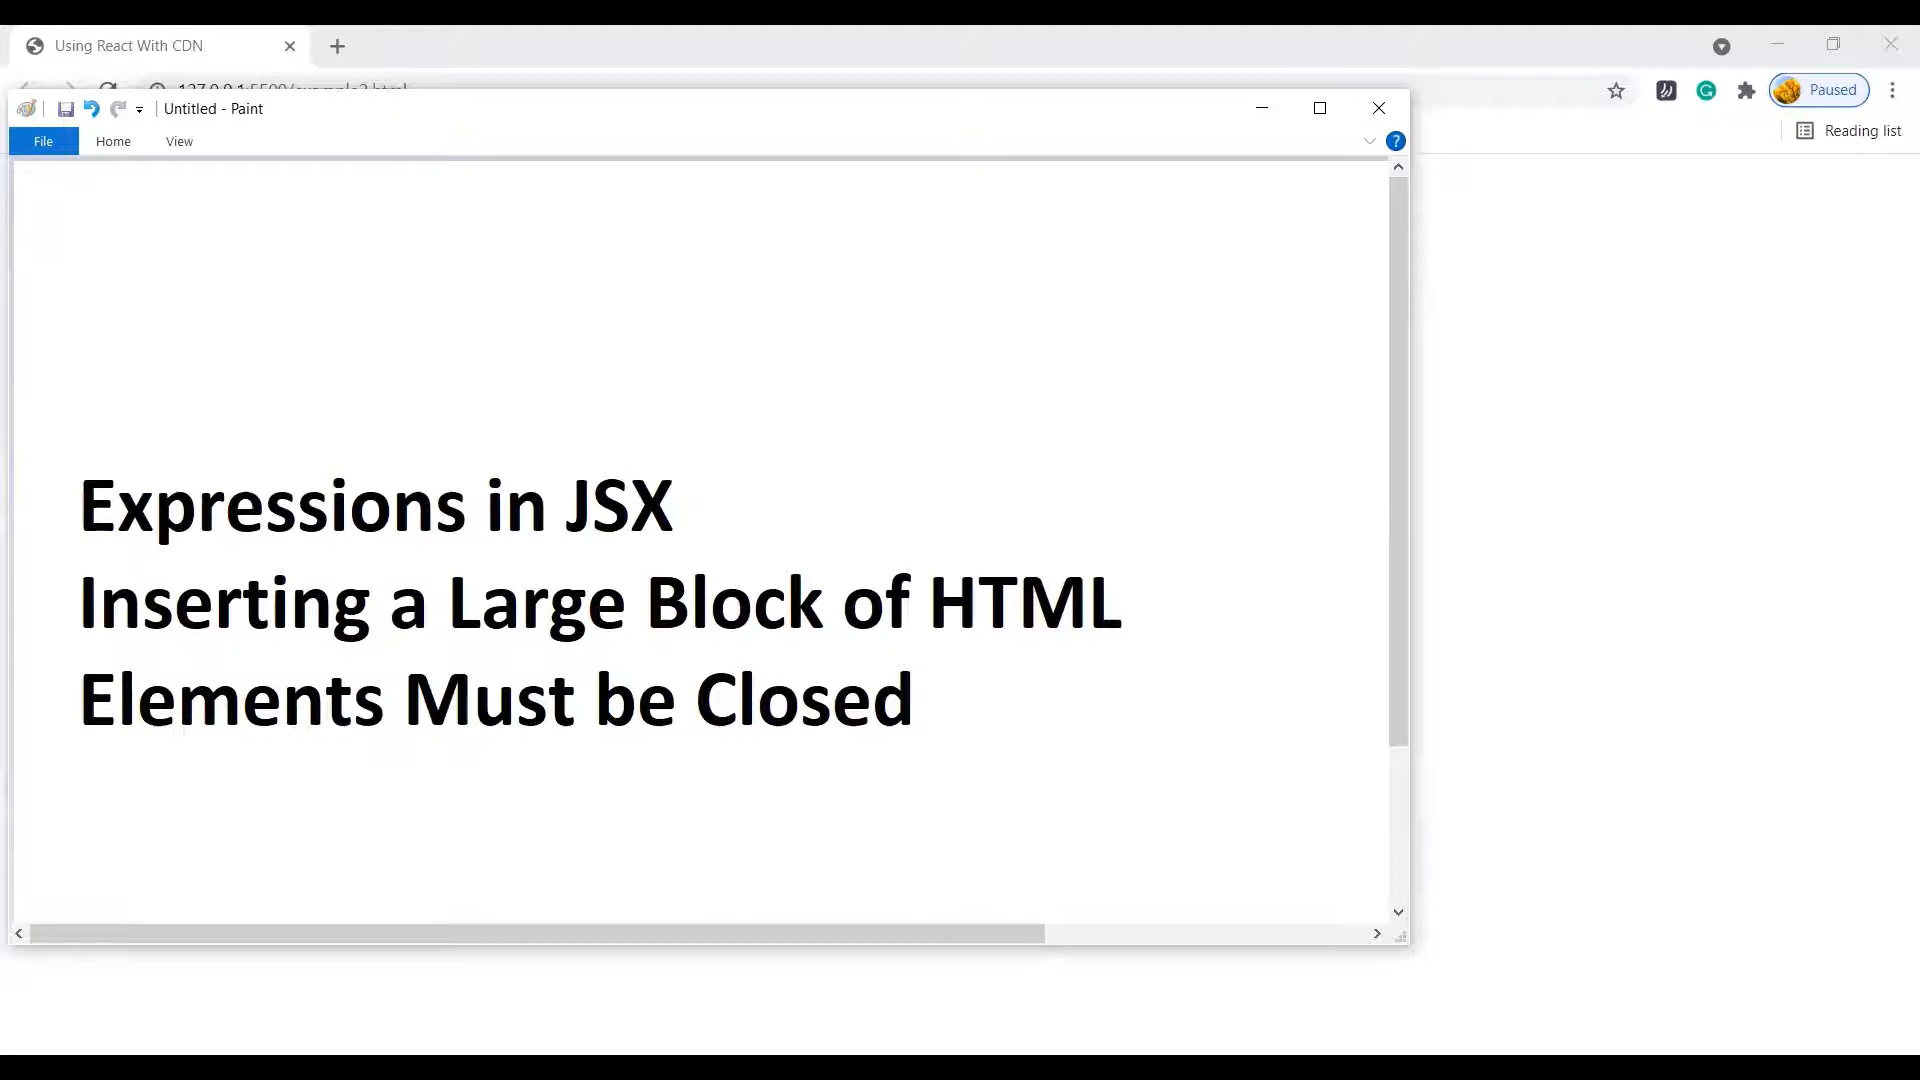 Using React With CDN
Paused
Reading list
Untitled - Paint
File
Home
View
Expressions in JSX
Inserting a Large Block of HTML
Elements Must be Closed